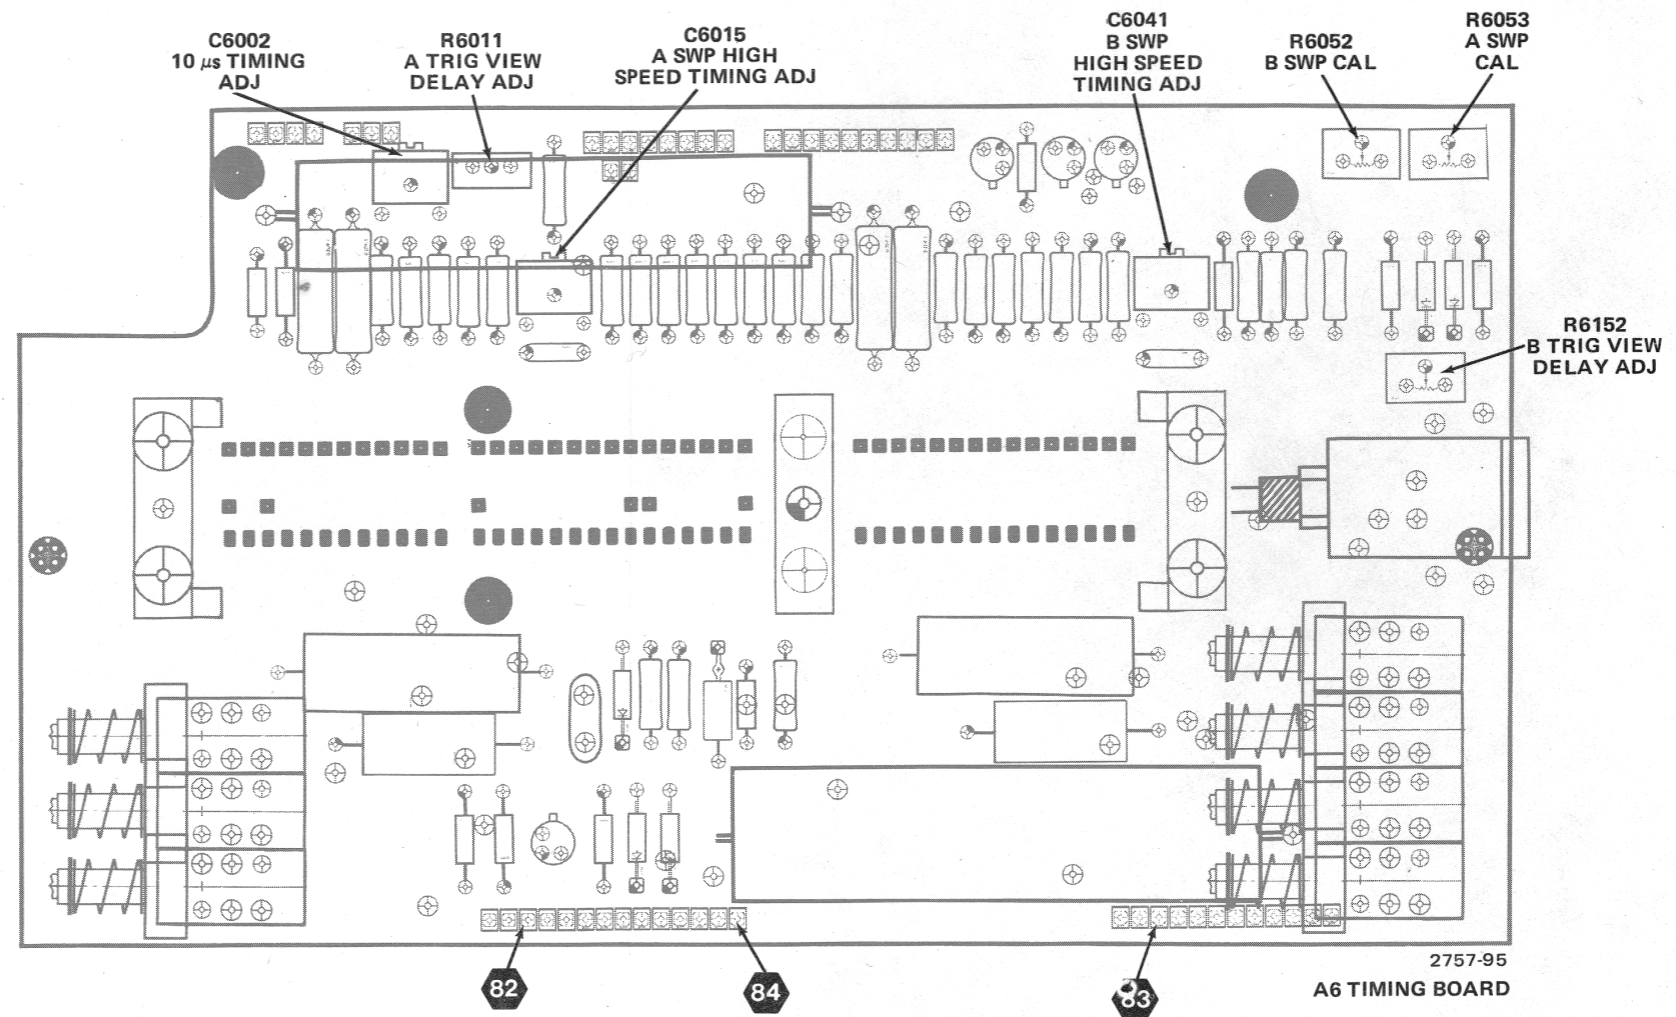 C6002
10 μs TIMING
ADJ
R6011
A TRIG VIEW
DELAY ADJ
C6015
A SWP HIGH
SPEED TIMING ADJ
C6041
B SWP
HIGH SPEED
TIMING ADJ
R6052
B SWP CAL
R6053
A SWP
CAL
R6152
B TRIG VIEW
DELAY ADJ
82
84
83
2757-95
A6 TIMING BOARD